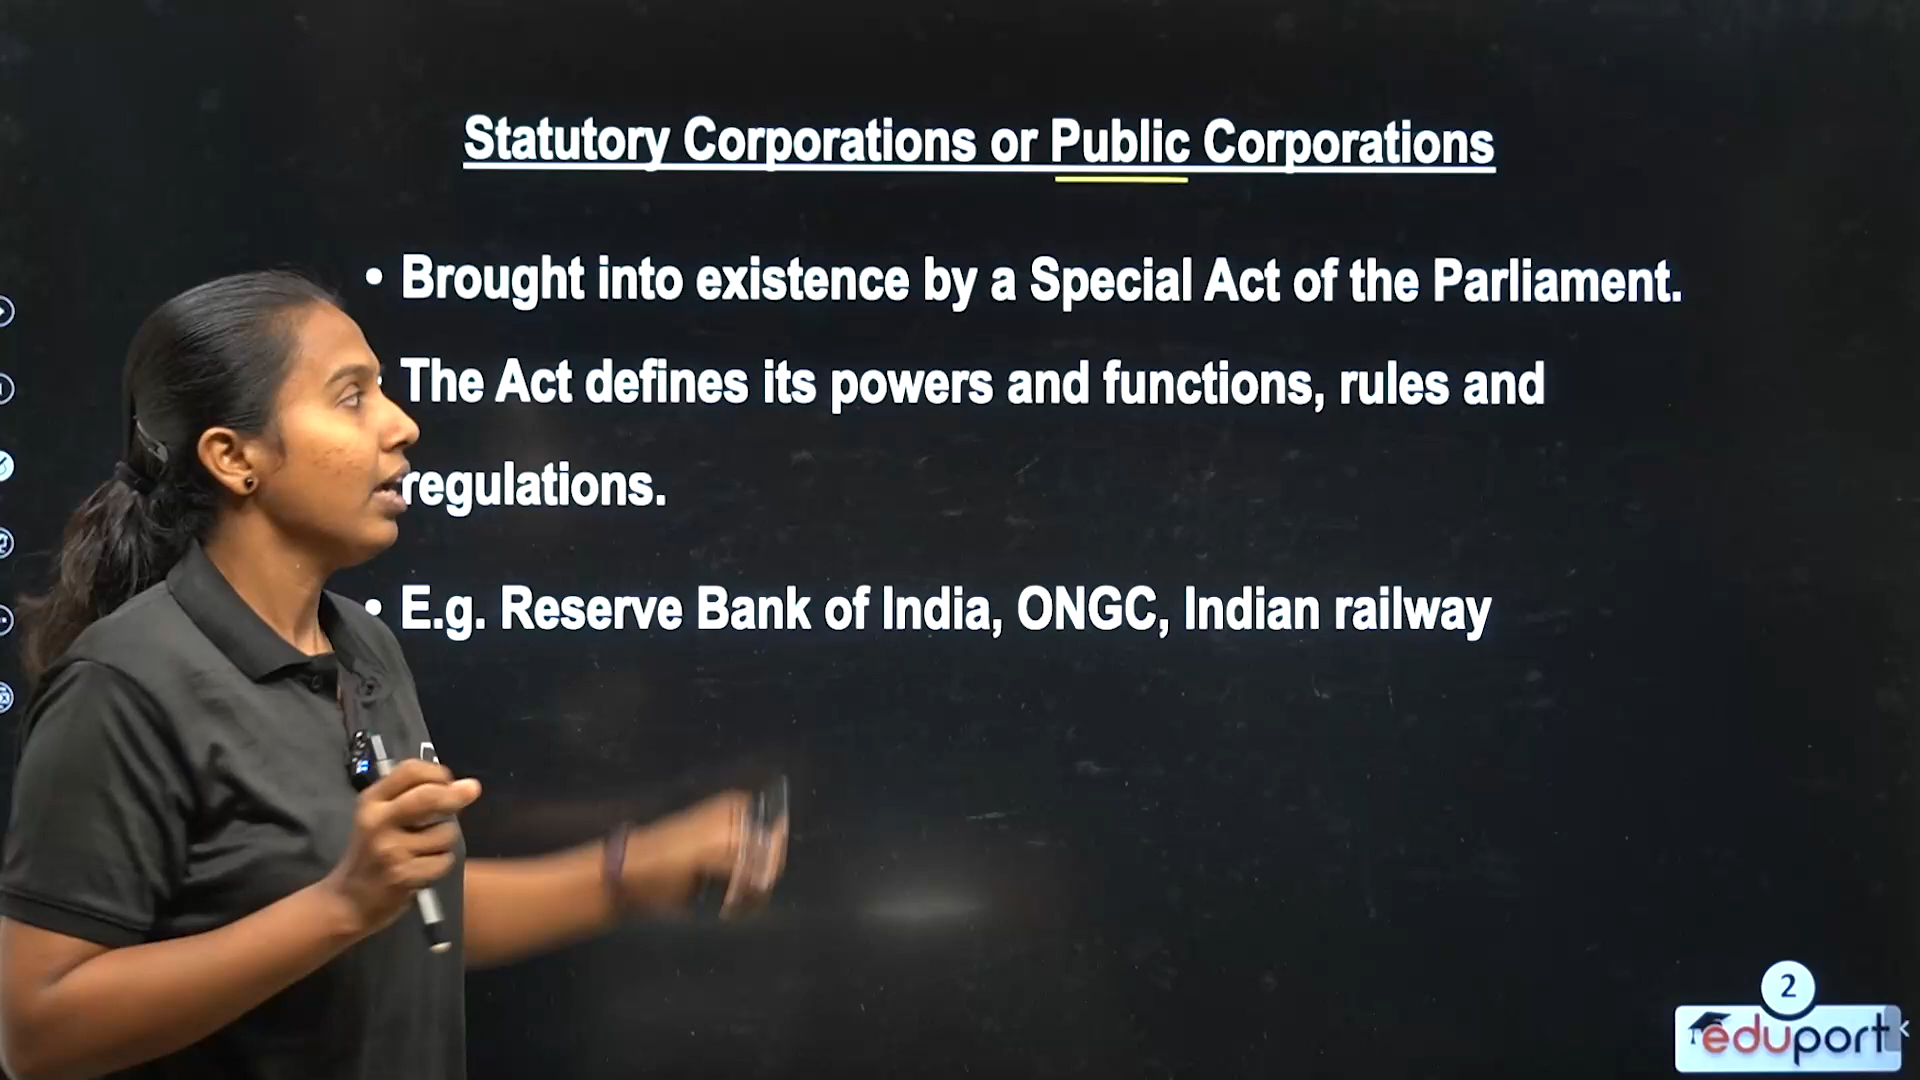 Statutory Corporations or Public Corporations
• Brought into existence by a Special Act of the Parliament.
The Act defines its powers and functions, rules and
regulations.
• E.g. Reserve Bank of India, ONGC, Indian railway
2
eduport